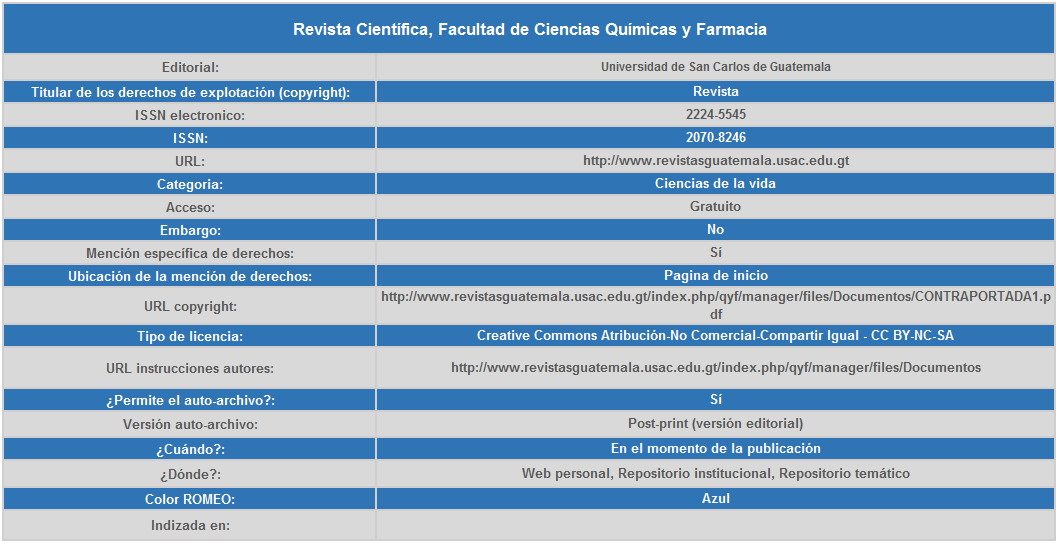 Revista Científica, Facultad de Ciencias Químicas y Farmacia
Editorial: Universidad de San Carlos de Guatemala
Titular de los derechos de explotación (copyright): Revista
ISSN electronico: 2224-5545
ISSN: 2070-8246
URL: http://www.revistasguatemala.usac.edu.gt
Categoria: Ciencias de la vida
Acceso: Gratuito
Embargo: No
Mención específica de derechos: Sí
Ubicación de la mención de derechos: Pagina de inicio
URL copyright: http://www.revistasguatemala.usac.edu.gt/index.php/qyf/manager/files/Documentos/CONTRAPORTADA1.p
df
Tipo de licencia: Creative Commons Atribución-No Comercial-Compartir Igual - CC BY-NC-SA
URL instrucciones autores: http://www.revistasguatemala.usac.edu.gt/index.php/qyf/manager/files/Documentos
¿Permite el auto-archivo?: Sí
Versión auto-archivo: Post-print (versión editorial)
¿Cuándo?: En el momento de la publicación
¿Dónde?: Web personal, Repositorio institucional, Repositorio temático
Color ROMEO: Azul
Indizada en: